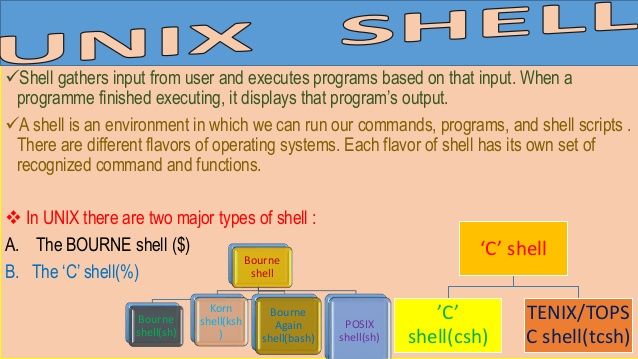 UNIX SHELL
✓Shell gathers input from user and executes programs based on that input. When a
programme finished executing, it displays that program’s output.
✓A shell is an environment in which we can run our commands, programs, and shell scripts .
There are different flavors of operating systems. Each flavor of shell has its own set of
recognized command and functions.
❖ In UNIX there are two major types of shell :
A. The BOURNE shell ($)
B. The ‘C’ shell(%)
Bourne
shell
Bourne
shell(sh)
Korn
shell(ksh
)
Bourne
Again
shell(bash)
POSIX
shell(sh)
‘C’ shell
’C’
shell(csh)
TENIX/TOPS
C shell(tcsh)